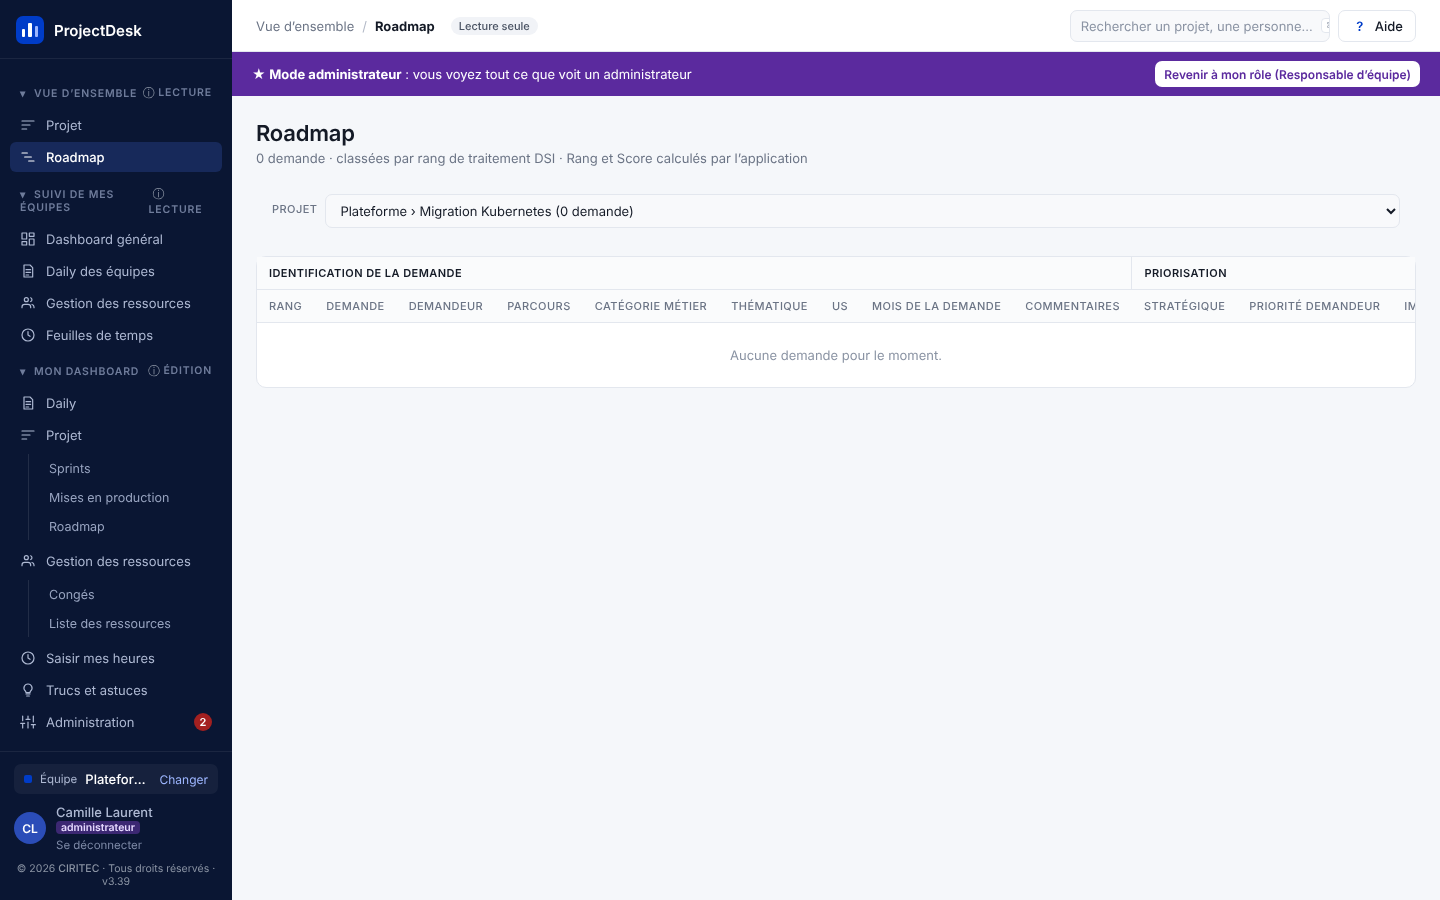 ProjectDesk
▾ VUE D'ENSEMBLE ⓘ LECTURE
Projet
Roadmap
▾ SUIVI DE MES ÉQUIPES ⓘ LECTURE
Dashboard général
Daily des équipes
Gestion des ressources
Feuilles de temps
▾ MON DASHBOARD ⓘ ÉDITION
Daily
Projet
Sprints
Mises en production
Roadmap
Gestion des ressources
Congés
Liste des ressources
Saisir mes heures
Trucs et astuces
Administration 2
Équipe Platefor... Changer
CL
Camille Laurent
administrateur
Se déconnecter
© 2026 CIRITEC · Tous droits réservés ·
v3.39
Vue d'ensemble / Roadmap Lecture seule
Rechercher un projet, une personne...
? Aide
★ Mode administrateur : vous voyez tout ce que voit un administrateur
Revenir à mon rôle (Responsable d'équipe)
Roadmap
0 demande · classées par rang de traitement DSI · Rang et Score calculés par l'application
PROJET Plateforme › Migration Kubernetes (0 demande)
IDENTIFICATION DE LA DEMANDE PRIORISATION
RANG DEMANDE DEMANDEUR PARCOURS CATÉGORIE MÉTIER THÉMATIQUE US MOIS DE LA DEMANDE COMMENTAIRES STRATÉGIQUE PRIORITÉ DEMANDEUR
Aucune demande pour le moment.